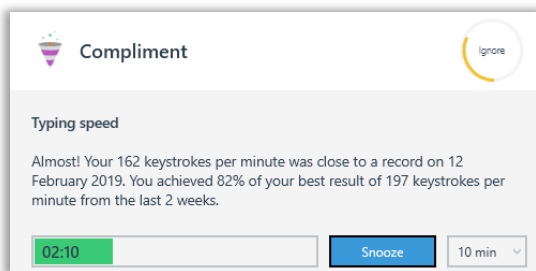 Compliment
Ignore
Typing speed
Almost! Your 162 keystrokes per minute was close to a record on 12
February 2019. You achieved 82% of your best result of 197 keystrokes per
minute from the last 2 weeks.
02:10 Snooze 10 min